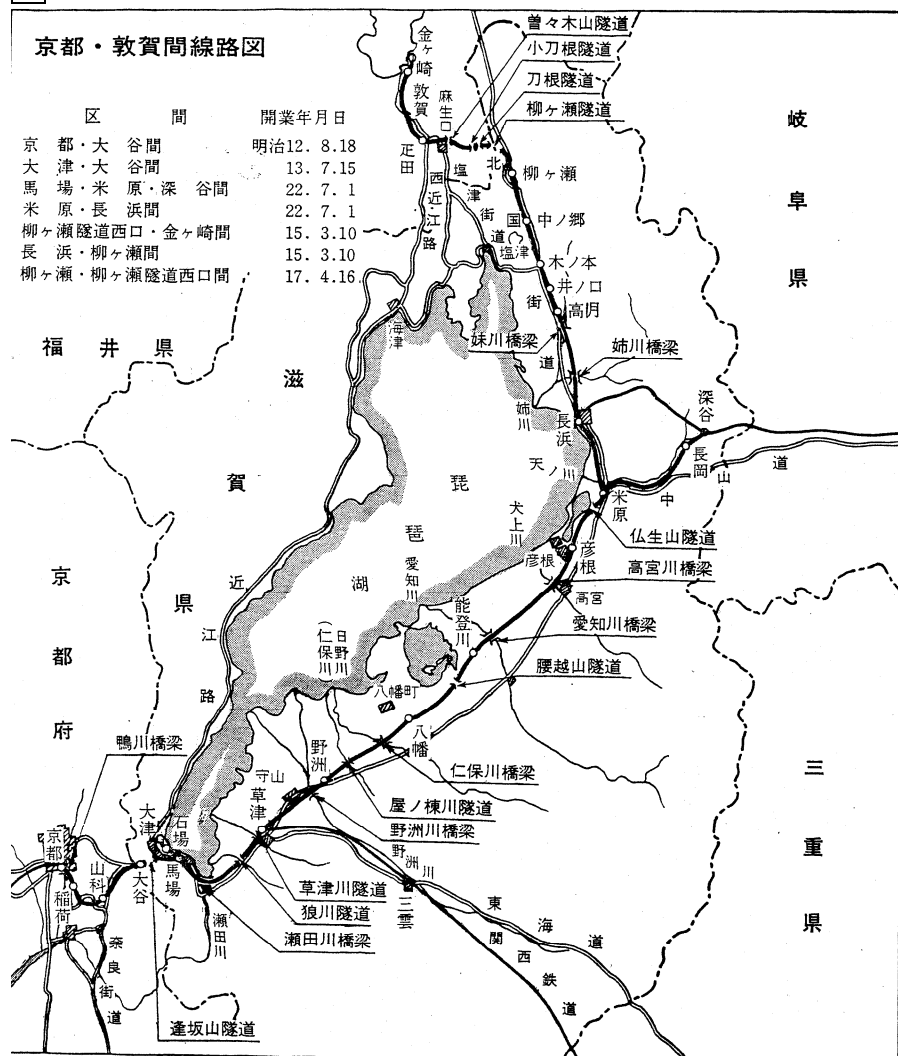 京都・敦賀間線路図
区間 開業年月日
京都・大谷間 明治12. 8.18
大津・大谷間 13. 7.15
馬場・米原・深谷間 22. 7. 1
米原・長浜間 22. 7. 1
柳ヶ瀬隧道西口・金ヶ崎間 15. 3.10
長浜・柳ヶ瀬間 15. 3.10
柳ヶ瀬・柳ヶ瀬隧道西口間 17. 4.16
曽々木山隧道
小刀根隧道
刀根隧道
柳ヶ瀬隧道
金ヶ崎
敦賀
麻生口
疋田
西近江路
塩津街道
北国街道
柳ヶ瀬
中ノ郷
塩津
木ノ本
井ノ口
高月
海津
妹川橋梁
姉川橋梁
岐阜県
福井県
滋賀県
姉川
長浜
深谷
長岡
天ノ川
中山道
米原
犬上川
琵琶湖
仏生山隧道
彦根
彦根
高宮川橋梁
高宮
愛知川
能登川
愛知川橋梁
近江路
日野川
(仁保川)
腰越山隧道
八幡町
八幡
京都府
鴨川橋梁
野洲
仁保川橋梁
守山
草津
屋ノ棟川隧道
野洲川橋梁
三重県
大津
石場
馬場
京都
稲荷
山科
大谷
野洲川
三雲
草津川隧道
狼川隧道
瀬田川橋梁
瀬田川
東海道
関西鉄道
奈良街道
逢坂山隧道